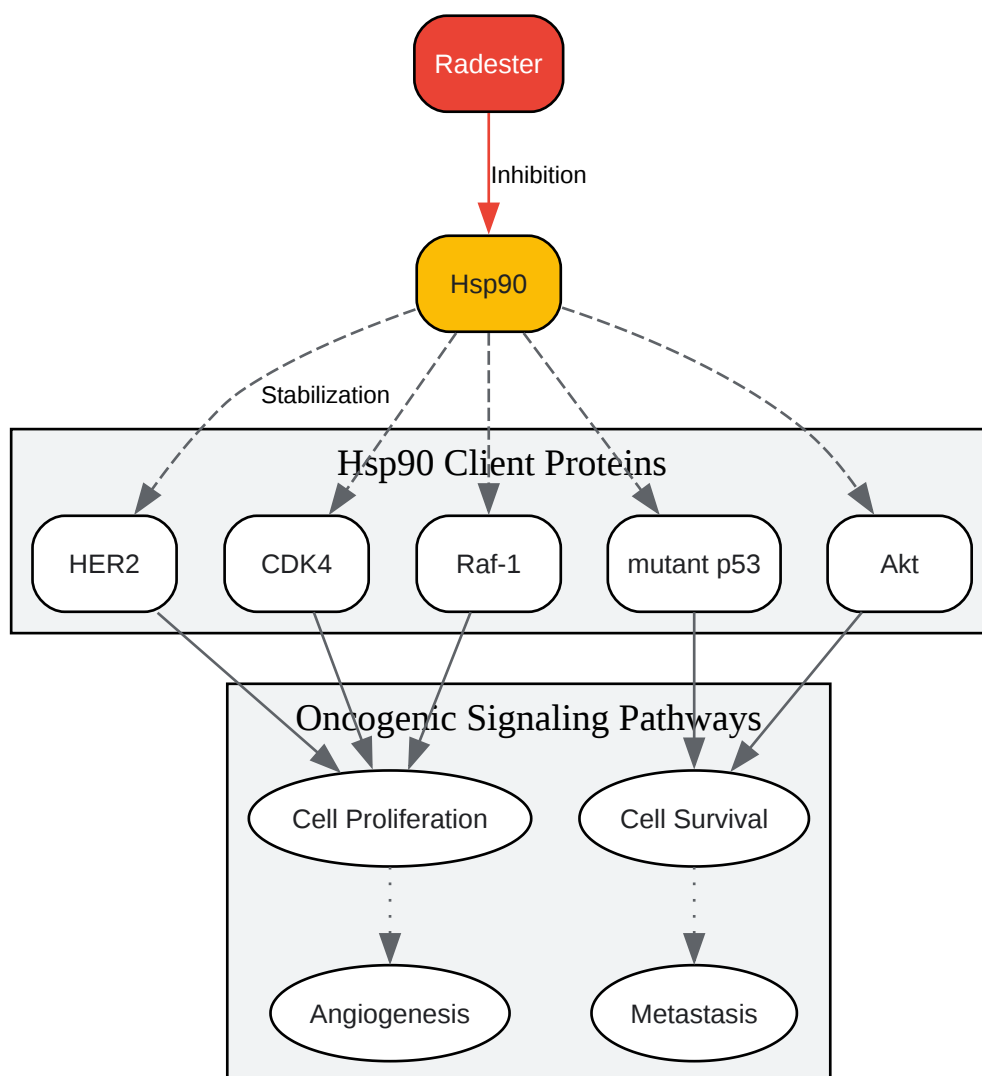 Radester
Inhibition
Hsp90
Stabilization
Hsp90 Client Proteins
HER2
CDK4
Raf-1
mutant p53
Akt
Oncogenic Signaling Pathways
Cell Proliferation
Cell Survival
Angiogenesis
Metastasis